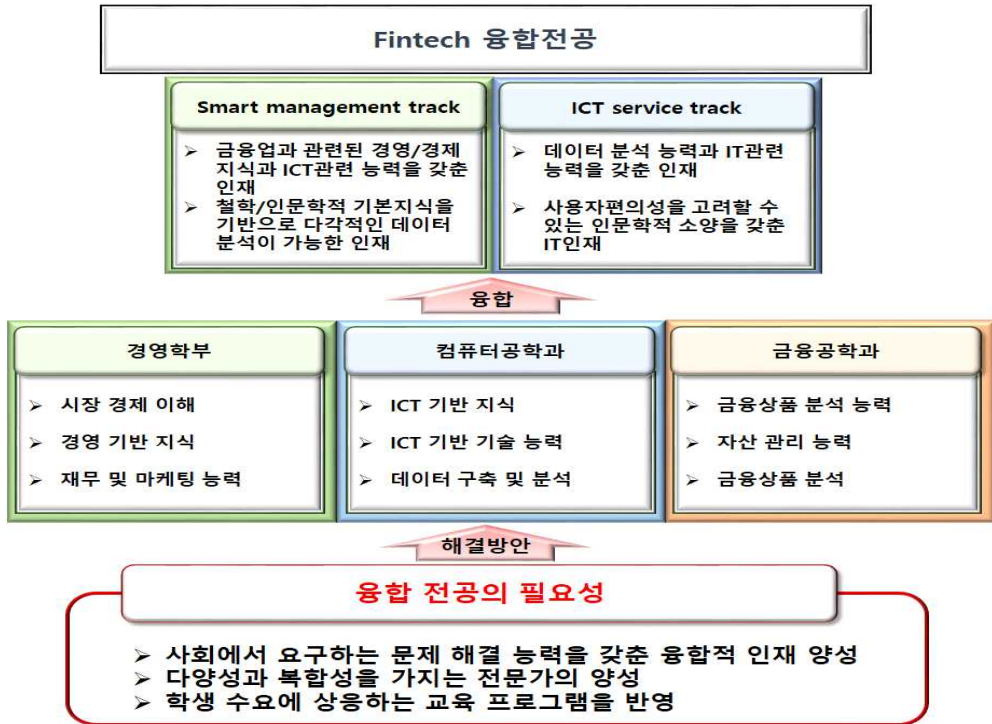 Fintech 융합전공
Smart management track
➢ 금융업과 관련된 경영/경제
지식과 ICT관련 능력을 갖춘
인재
➢ 철학/인문학적 기본지식을
기반으로 다각적인 데이터
분석이 가능한 인재
ICT service track
➢ 데이터 분석 능력과 IT관련
능력을 갖춘 인재
➢ 사용자편의성을 고려할 수
있는 인문학적 소양을 갖춘
IT인재
융합
경영학부
➢ 시장 경제 이해
➢ 경영 기반 지식
➢ 재무 및 마케팅 능력
컴퓨터공학과
➢ ICT 기반 지식
➢ ICT 기반 기술 능력
➢ 데이터 구축 및 분석
금융공학과
➢ 금융상품 분석 능력
➢ 자산 관리 능력
➢ 금융상품 분석
해결방안
융합 전공의 필요성
➢ 사회에서 요구하는 문제 해결 능력을 갖춘 융합적 인재 양성
➢ 다양성과 복합성을 가지는 전문가의 양성
➢ 학생 수요에 상응하는 교육 프로그램을 반영